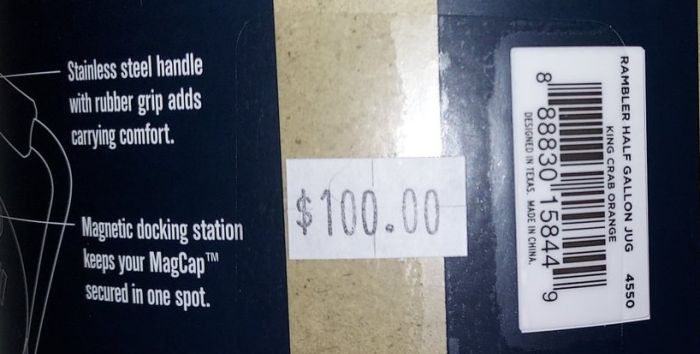 Stainless steel handle
with rubber grip adds
carrying comfort.
Magnetic docking station
keeps your MagCap™
secured in one spot.
$100.00
RAMBLER HALF GALLON JUG 4550
KING CRAB ORANGE
8 88830 15844 9
DESIGNED IN TEXAS. MADE IN CHINA.